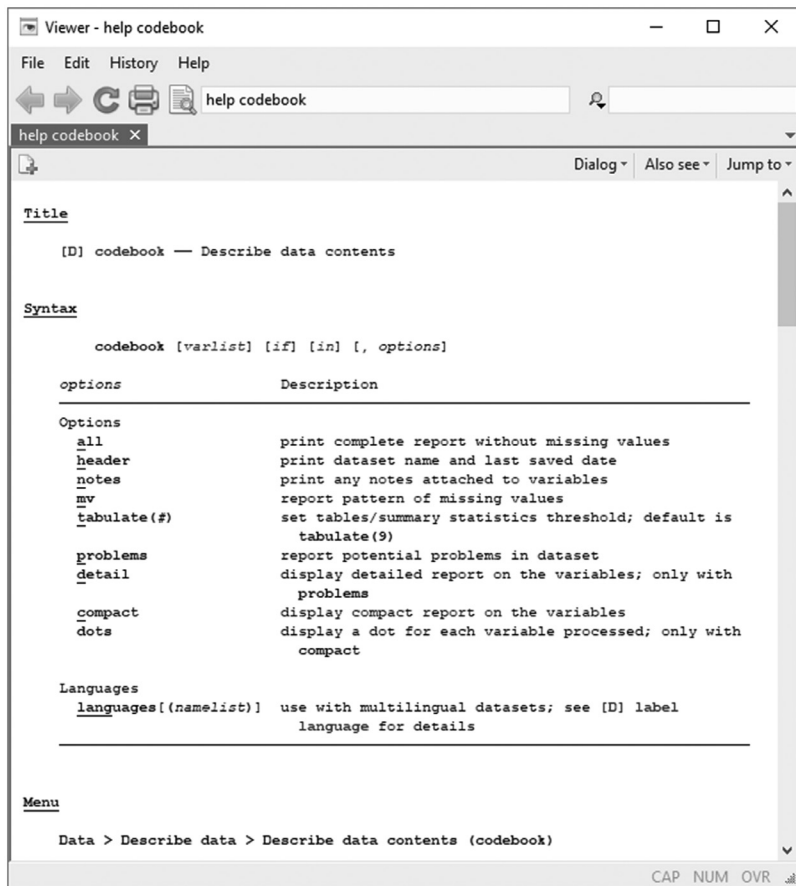 Viewer - help codebook
File Edit History Help
help codebook
help codebook ×
Dialog Also see Jump to
Title
[D] codebook — Describe data contents
Syntax
codebook [varlist] [if] [in] [, options]
options Description
Options
all print complete report without missing values
header print dataset name and last saved date
notes print any notes attached to variables
mv report pattern of missing values
tabulate(#) set tables/summary statistics threshold; default is
tabulate(9)
problems report potential problems in dataset
detail display detailed report on the variables; only with
problems
compact display compact report on the variables
dots display a dot for each variable processed; only with
compact
Languages
languages[(namelist)] use with multilingual datasets; see [D] label
language for details
Menu
Data > Describe data > Describe data contents (codebook)
CAP NUM OVR